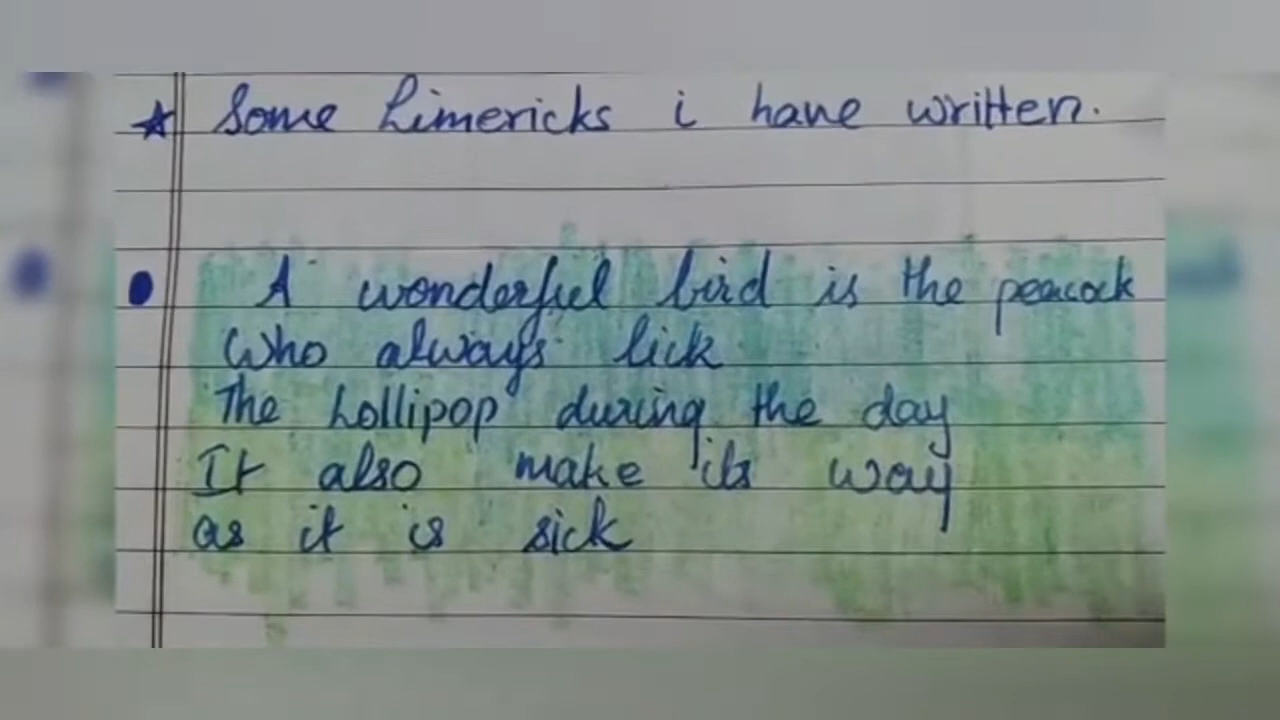 ★ Some Limericks i have written.
• A wonderful bird is the peacock
Who always lick
The Lollipop during the day
It also make its way
as it is sick